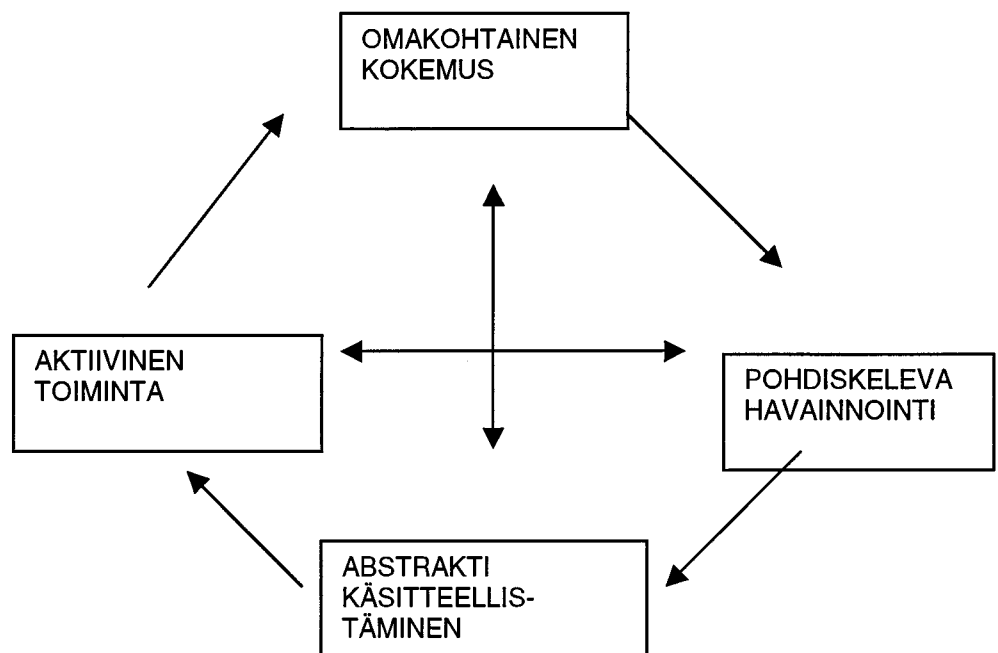 OMAKOHTAINEN
KOKEMUS
AKTIIVINEN
TOIMINTA
POHDISKELEVA
HAVAINNOINTI
ABSTRAKTI
KÄSITTEELLIS-
TÄMINEN